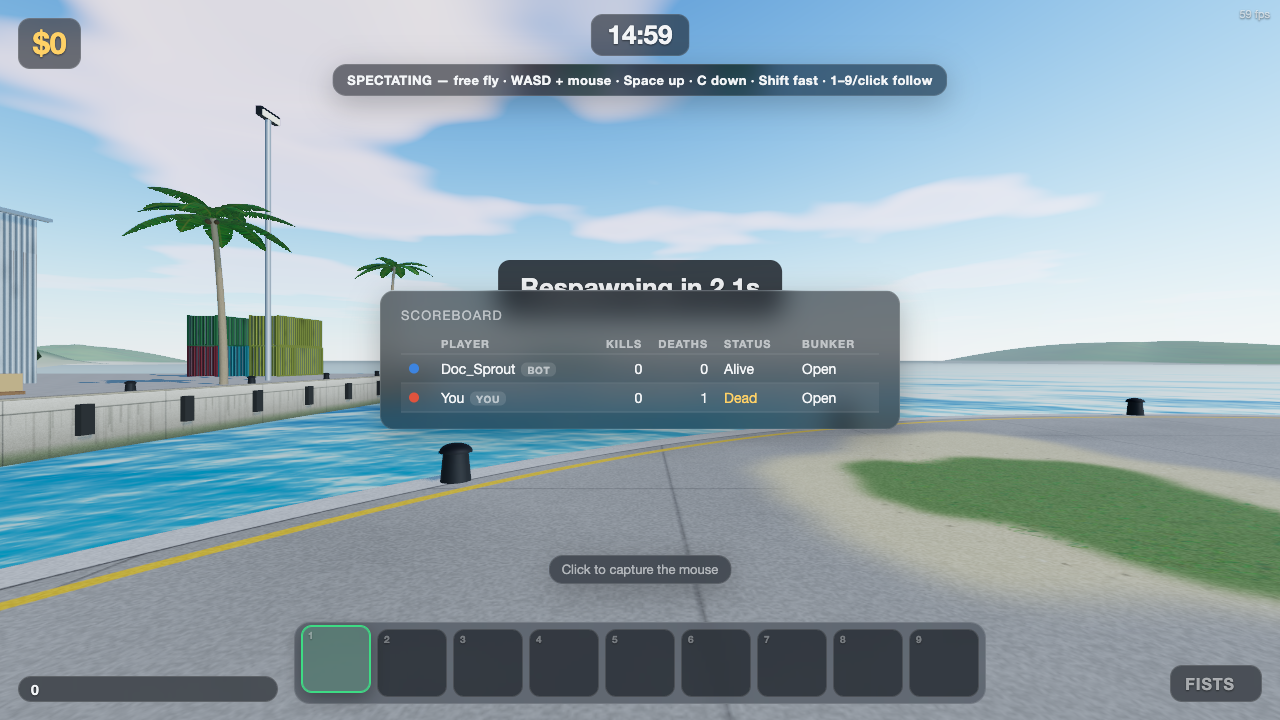 $0
14:59
59 fps
SPECTATING — free fly · WASD + mouse · Space up · C down · Shift fast · 1–9/click follow
Respawning in 2.1s
SCOREBOARD
PLAYER KILLS DEATHS STATUS BUNKER
Doc_Sprout BOT 0 0 Alive Open
You YOU 0 1 Dead Open
Click to capture the mouse
1 2 3 4 5 6 7 8 9
0
FISTS